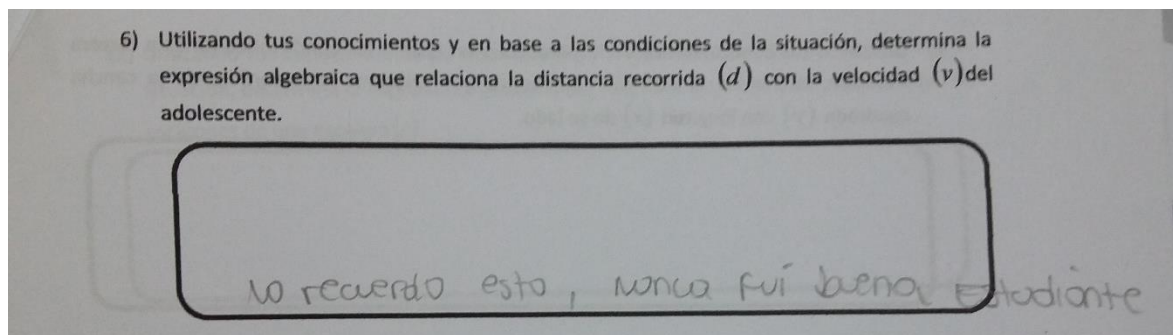 6) Utilizando tus conocimientos y en base a las condiciones de la situación, determina la
expresión algebraica que relaciona la distancia recorrida (d) con la velocidad (v)del
adolescente.
No recuerdo esto, nunca fuí buena Estudiante